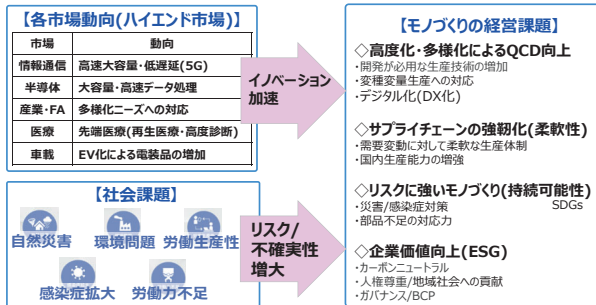 【各市場動向(ハイエンド市場)】
市場 動向
情報通信 高速大容量・低遅延(5G)
半導体 大容量・高速データ処理
産業・FA 多様化ニーズへの対応
医療 先端医療(再生医療・高度診断)
車載 EV化による電装品の増加
イノベーション
加速
【社会課題】
自然災害 環境問題 労働生産性
感染症拡大 労働力不足
リスク/
不確実性
増大
【モノづくりの経営課題】
◇高度化・多様化によるQCD向上
・開発が必用な生産技術の増加
・変種変量生産への対応
・デジタル化(DX化)
◇サプライチェーンの強靭化(柔軟性)
・需要変動に対して柔軟な生産体制
・国内生産能力の増強
◇リスクに強いモノづくり(持続可能性)
・災害/感染症対策 SDGs
・部品不足の対応力
◇企業価値向上(ESG)
・カーボンニュートラル
・人権尊重/地域社会への貢献
・ガバナンス/BCP